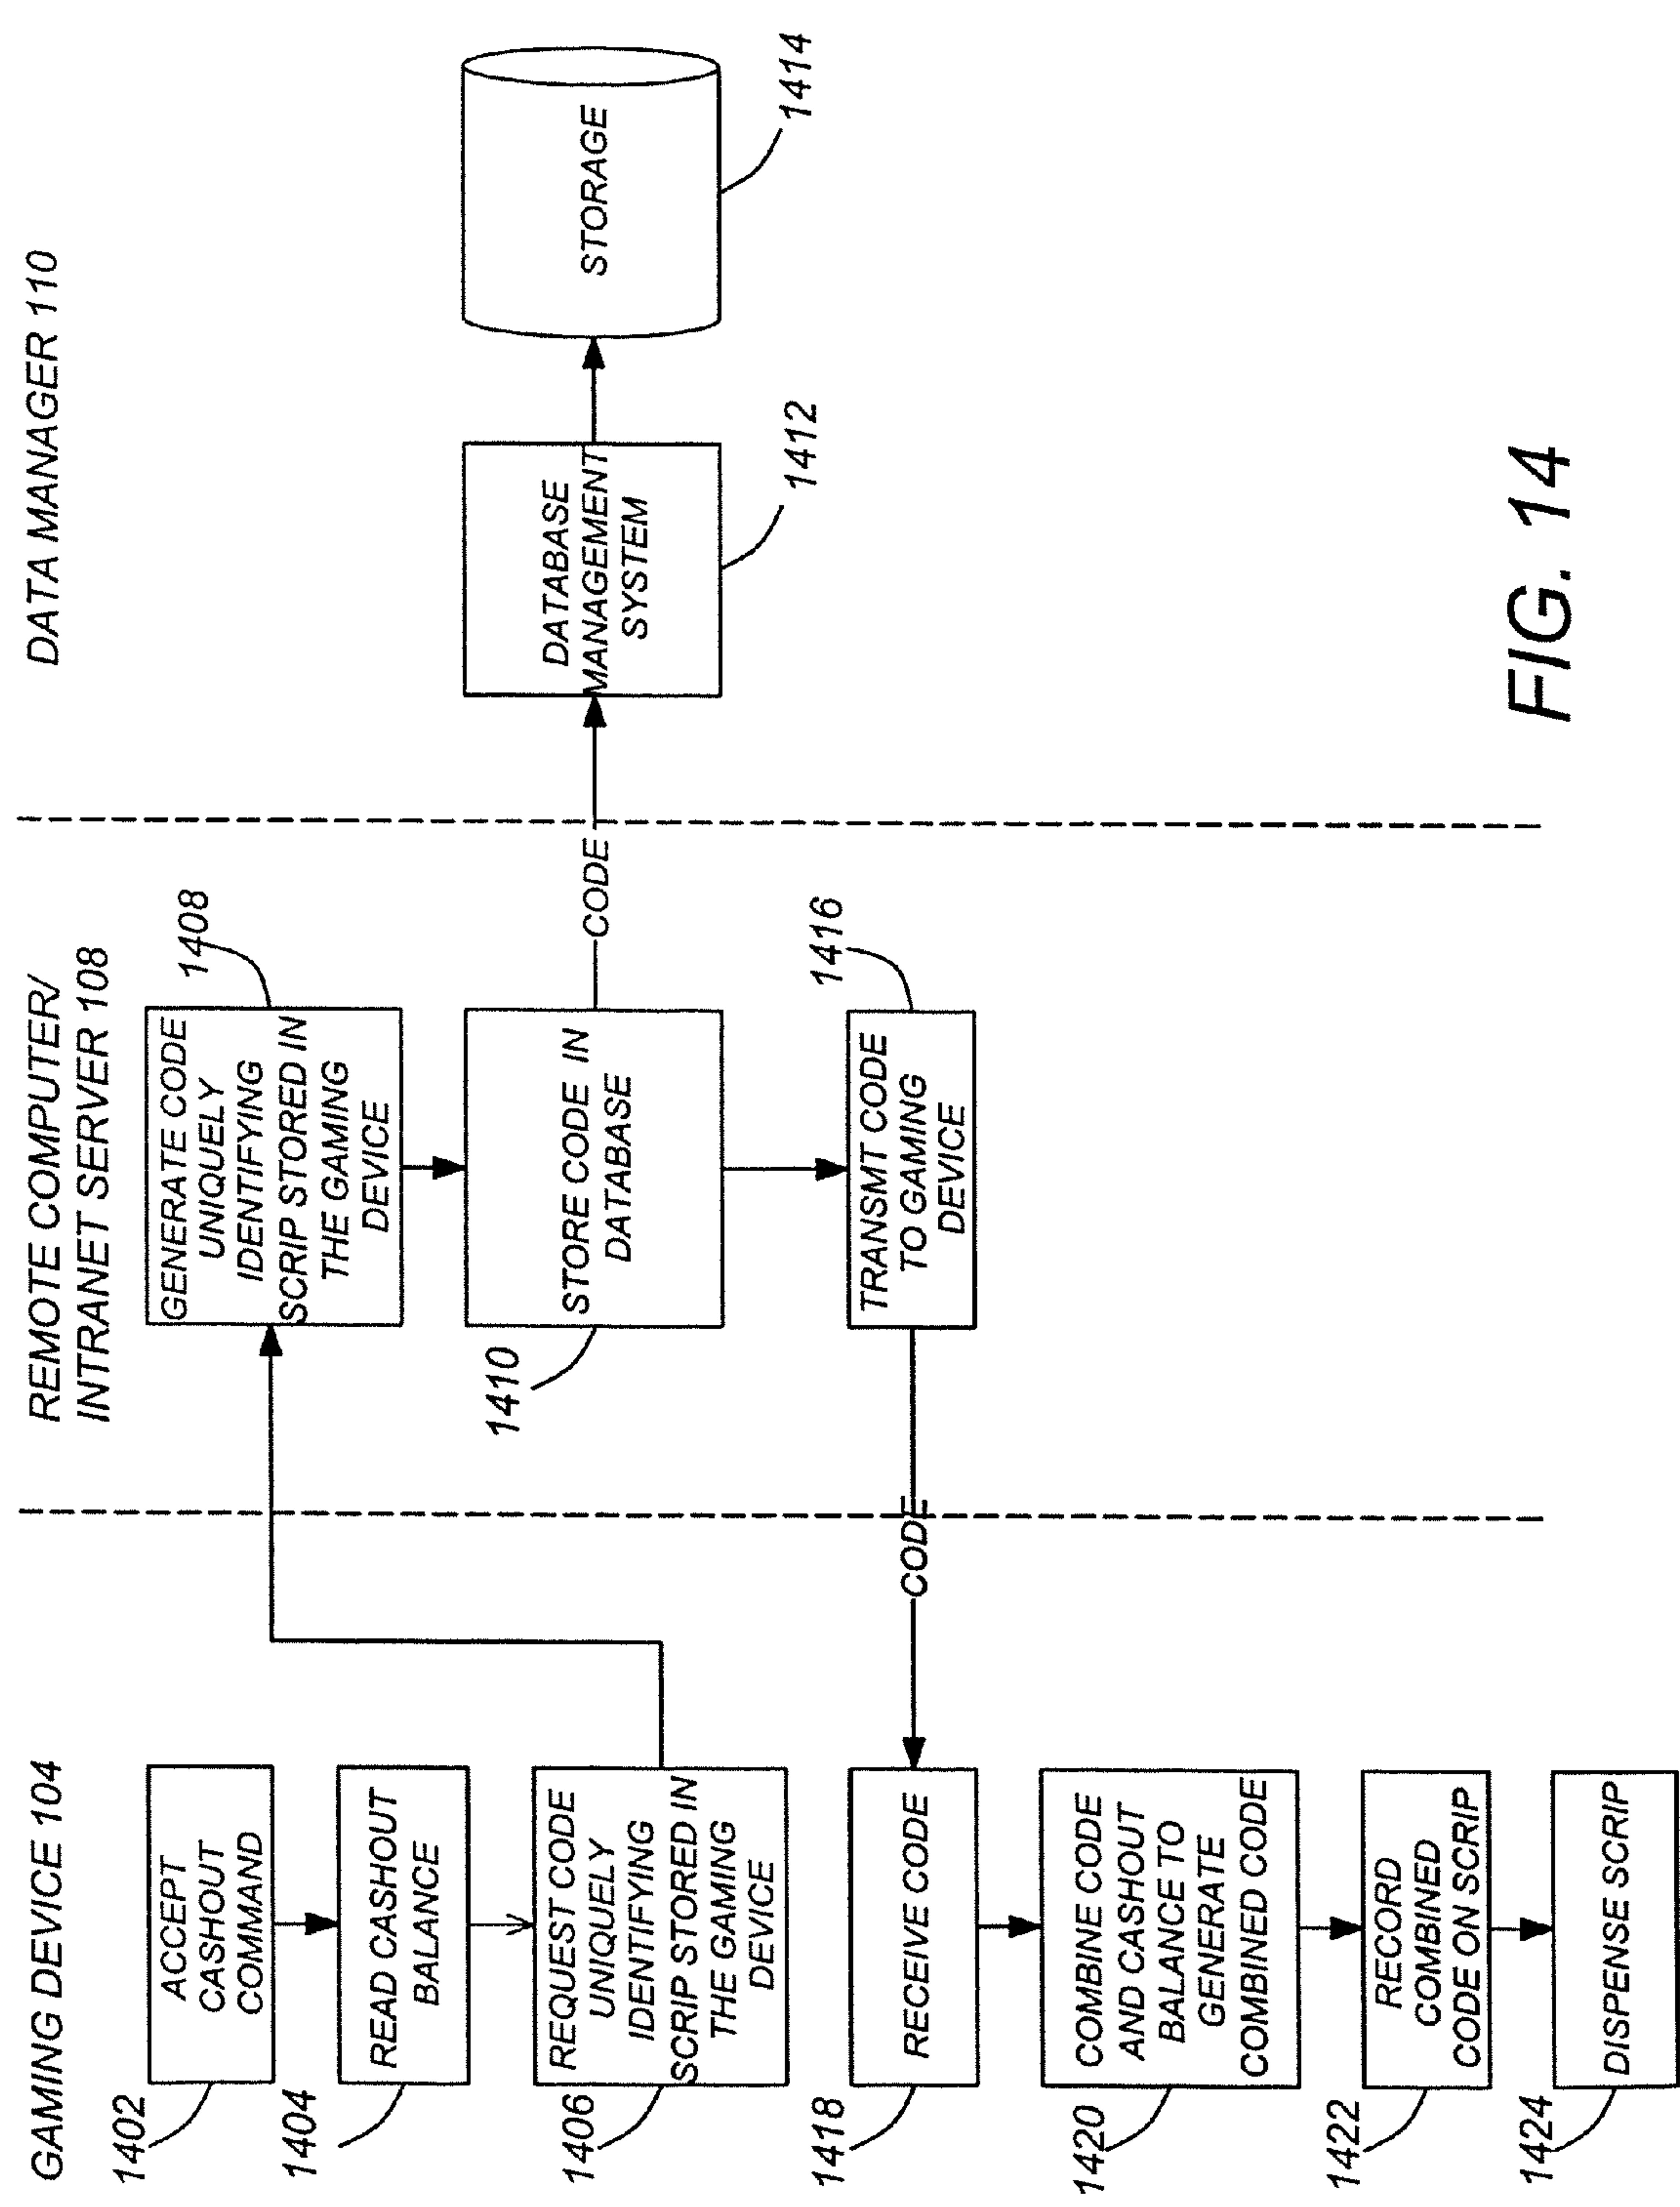 GAMING DEVICE 104
REMOTE COMPUTER/
INTRANET SERVER 108
DATA MANAGER 110
1402
ACCEPT
CASHOUT
COMMAND
1404
READ CASHOUT
BALANCE
1406
REQUEST CODE
UNIQUELY
IDENTIFYING
SCRIP STORED IN
THE GAMING
DEVICE
1408
GENERATE CODE
UNIQUELY
IDENTIFYING
SCRIP STORED IN
THE GAMING
DEVICE
1410
STORE CODE IN
DATABASE
CODE
DATABASE
MANAGEMENT
SYSTEM
1412
STORAGE
1414
1416
TRANSMT CODE
TO GAMING
DEVICE
CODE
1418
RECEIVE CODE
1420
COMBINE CODE
AND CASHOUT
BALANCE TO
GENERATE
COMBINED CODE
1422
RECORD
COMBINED
CODE ON SCRIP
1424
DISPENSE SCRIP
FIG. 14